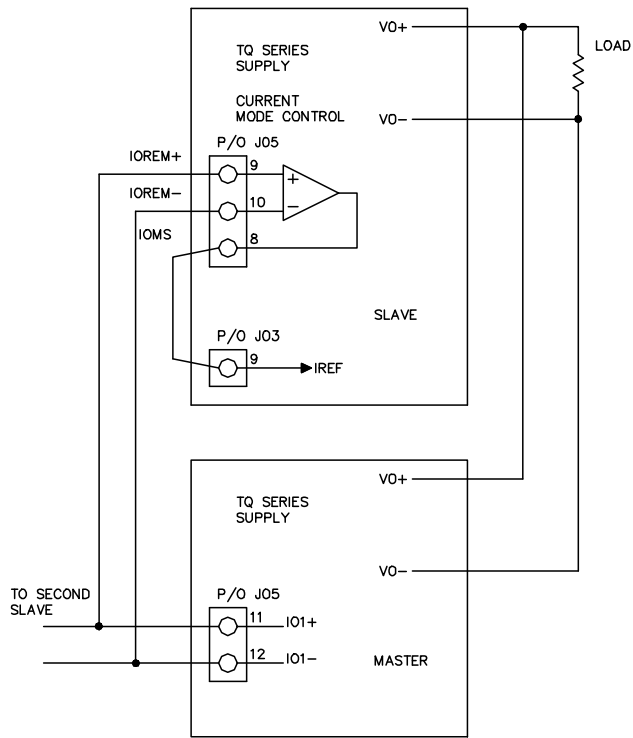 VO+
LOAD
TQ SERIES
SUPPLY
CURRENT
MODE CONTROL
VO-
P/O J05
IOREM+
9
+
IOREM-
10
-
IOMS
8
SLAVE
P/O J03
9
IREF
VO+
TQ SERIES
SUPPLY
VO-
TO SECOND
SLAVE
P/O J05
11
IO1+
12
IO1-
MASTER